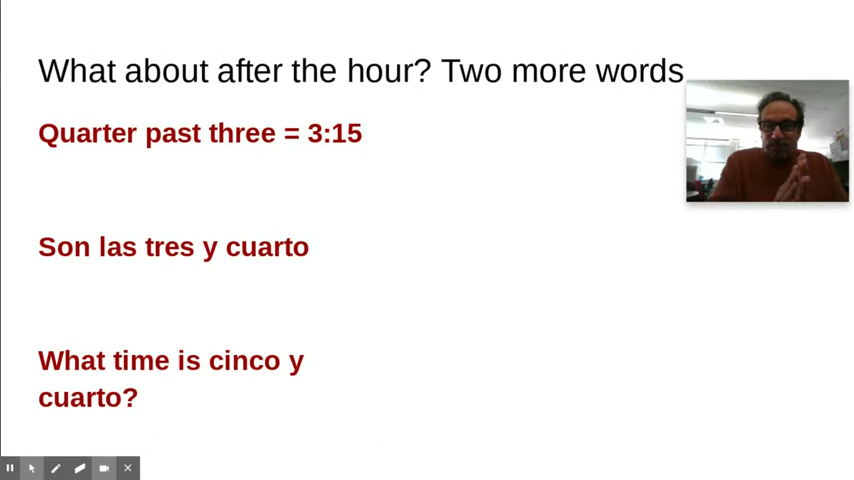 What about after the hour? Two more words
Quarter past three = 3:15
Son las tres y cuarto
What time is cinco y
cuarto?